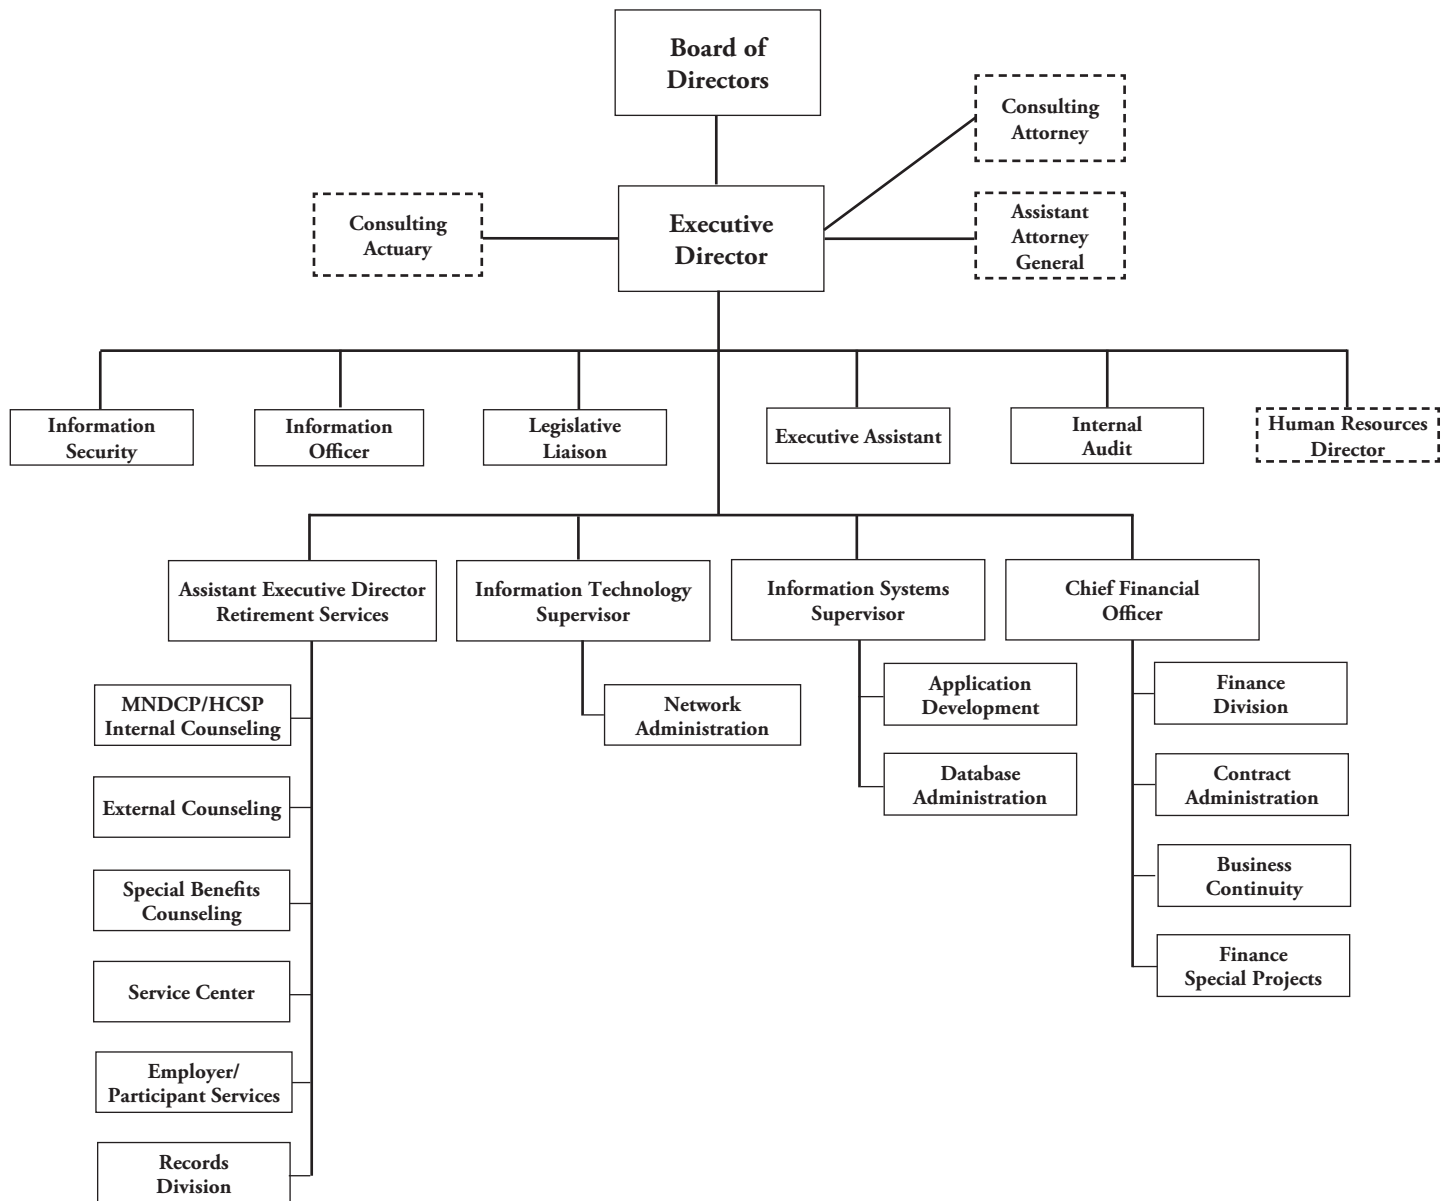 Board of
Directors
Consulting
Attorney
Consulting
Actuary
Executive
Director
Assistant
Attorney
General
Information
Security
Information
Officer
Legislative
Liaison
Executive Assistant
Internal
Audit
Human Resources
Director
Assistant Executive Director
Retirement Services
Information Technology
Supervisor
Information Systems
Supervisor
Chief Financial
Officer
MNDCP/HCSP
Internal Counseling
External Counseling
Special Benefits
Counseling
Service Center
Employer/
Participant Services
Records
Division
Network
Administration
Application
Development
Database
Administration
Finance
Division
Contract
Administration
Business
Continuity
Finance
Special Projects